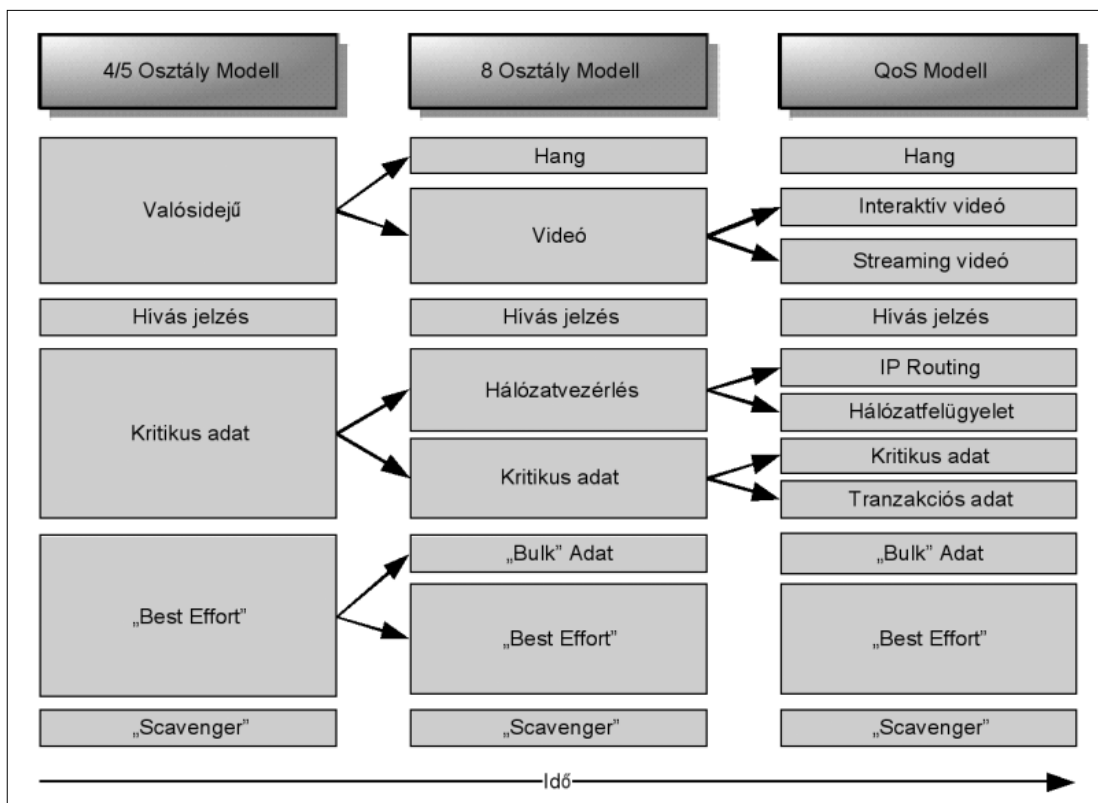 4/5 Osztály Modell
8 Osztály Modell
QoS Modell
Valósidejű
Hang
Videó
Hang
Interaktív videó
Streaming videó
Hívás jelzés
Hívás jelzés
Hívás jelzés
Kritikus adat
Hálózatvezérlés
Kritikus adat
IP Routing
Hálózatfelügyelet
Kritikus adat
Tranzakciós adat
„Best Effort”
„Bulk” Adat
„Best Effort”
„Bulk” Adat
„Best Effort”
„Scavenger”
„Scavenger”
„Scavenger”
Idő